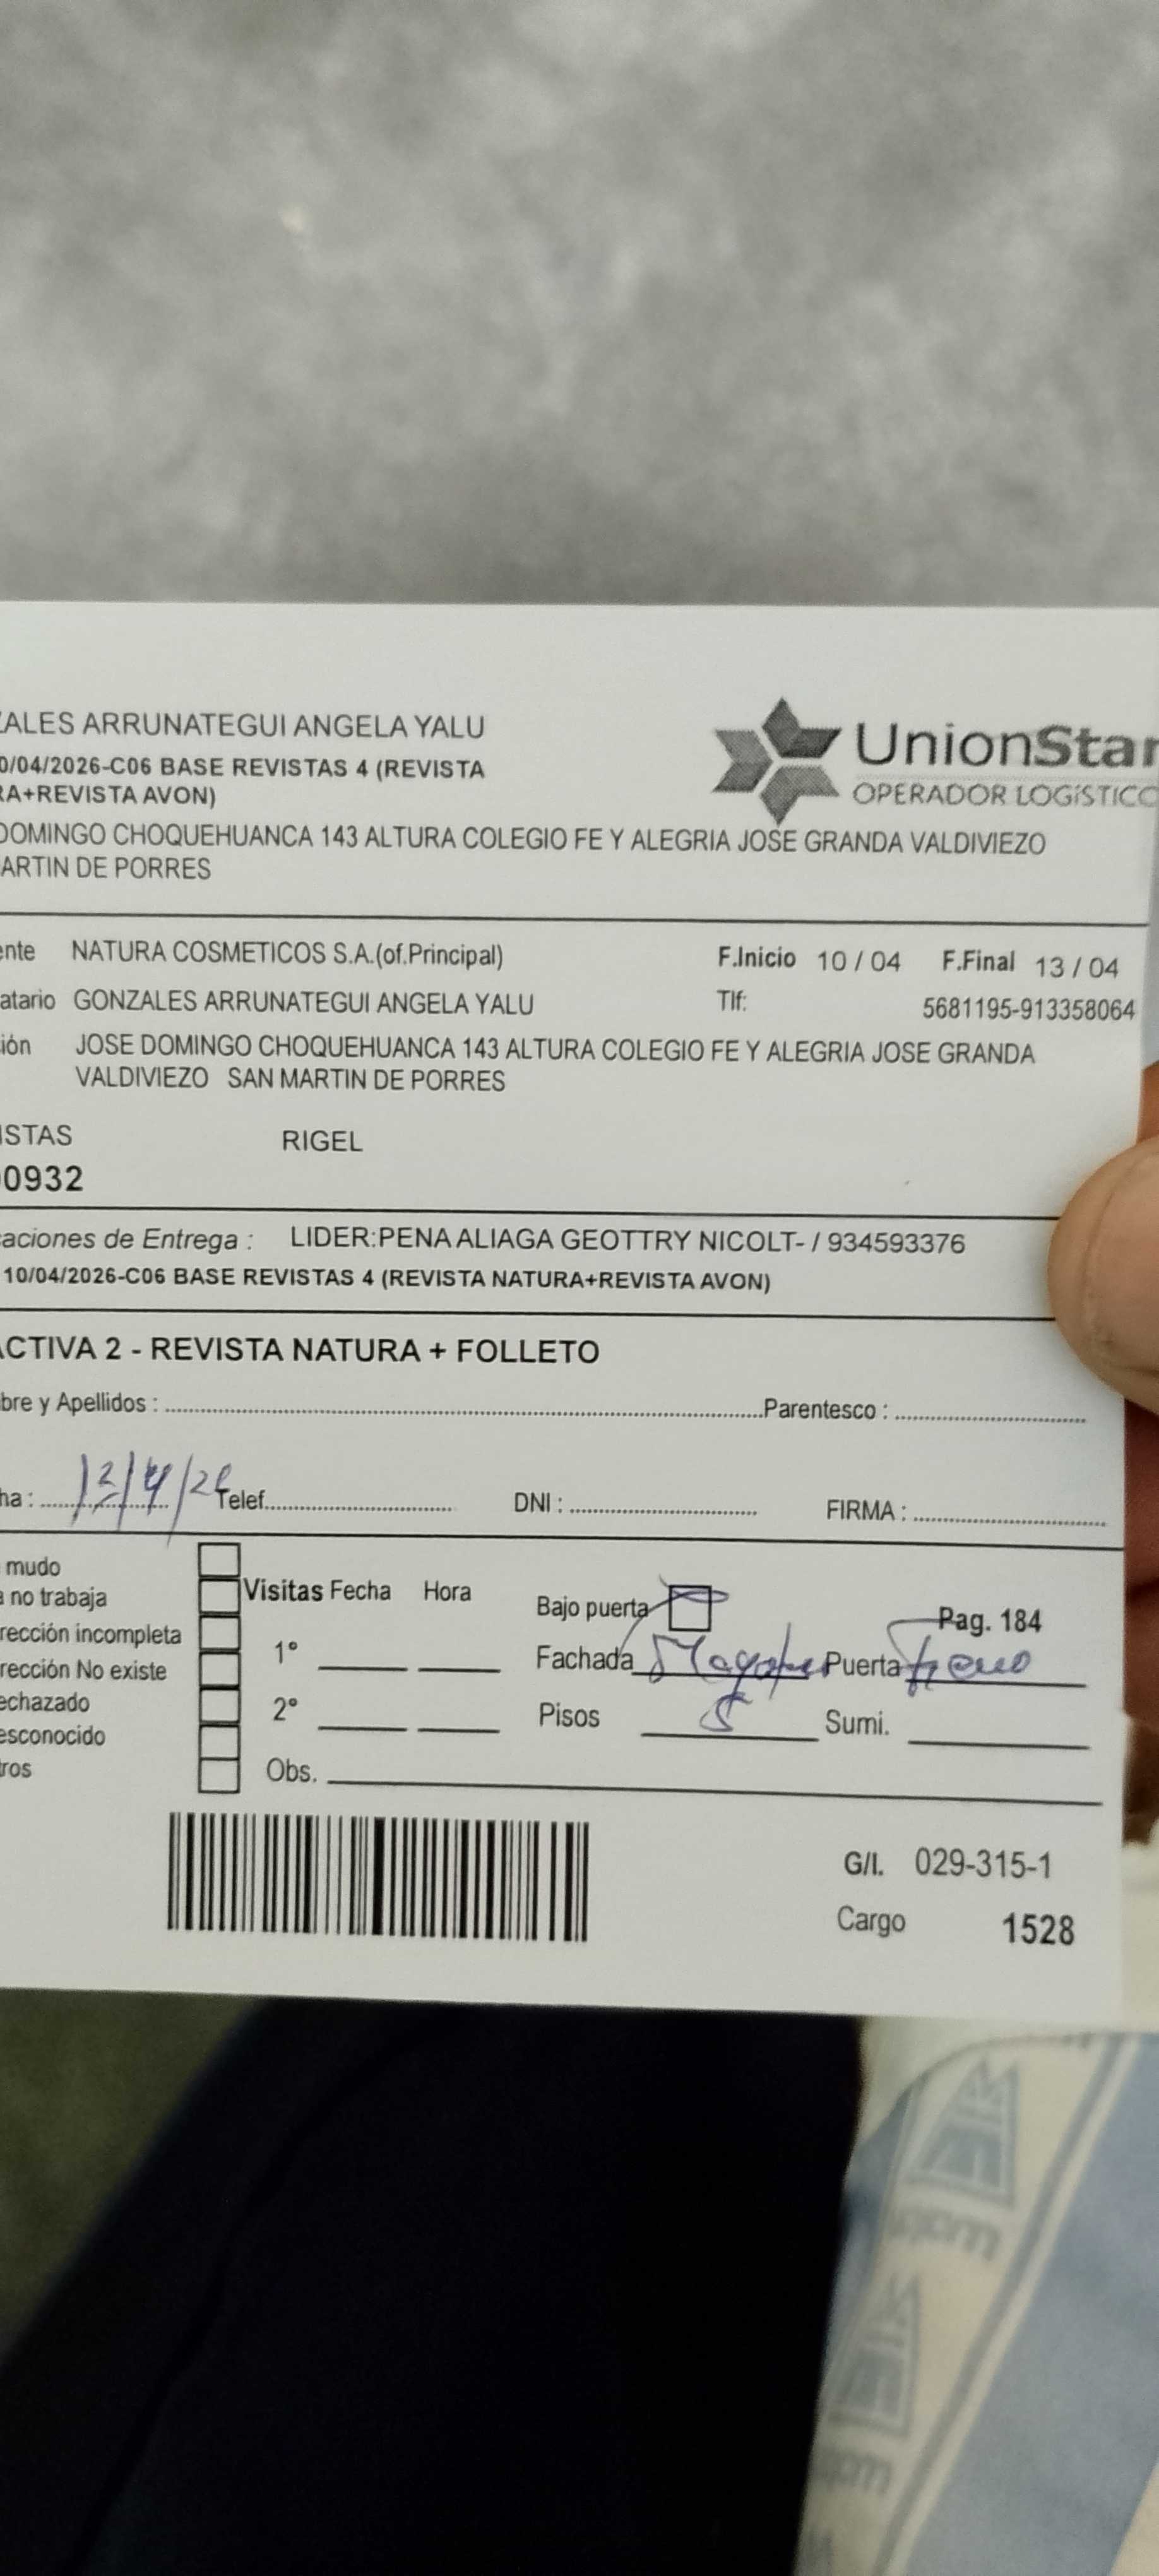 ZALES ARRUNATEGUI ANGELA YALU
0/04/2026-C06 BASE REVISTAS 4 (REVISTA
RA+REVISTA AVON)
UnionStar
OPERADOR LOGÍSTICO
DOMINGO CHOQUEHUANCA 143 ALTURA COLEGIO FE Y ALEGRIA JOSE GRANDA VALDIVIEZO
ARTIN DE PORRES
ente NATURA COSMETICOS S.A.(of.Principal) F.Inicio 10 / 04 F.Final 13 / 04
atario GONZALES ARRUNATEGUI ANGELA YALU Tlf: 5681195-913358064
ión JOSE DOMINGO CHOQUEHUANCA 143 ALTURA COLEGIO FE Y ALEGRIA JOSE GRANDA
VALDIVIEZO SAN MARTIN DE PORRES
ISTAS RIGEL
0932
caciones de Entrega : LIDER:PENA ALIAGA GEOTTRY NICOLT- / 934593376
10/04/2026-C06 BASE REVISTAS 4 (REVISTA NATURA+REVISTA AVON)
ACTIVA 2 - REVISTA NATURA + FOLLETO
bre y Apellidos : Parentesco :
ha : 12/4/26 Telef. DNI : FIRMA :
mudo
a no trabaja
rección incompleta
rección No existe
echazado
esconocido
ros
Visitas Fecha Hora
1°
2°
Obs.
Bajo puerta Pag. 184
Fachada Puerta
Pisos 5 Sumi.
G/I. 029-315-1
Cargo 1528